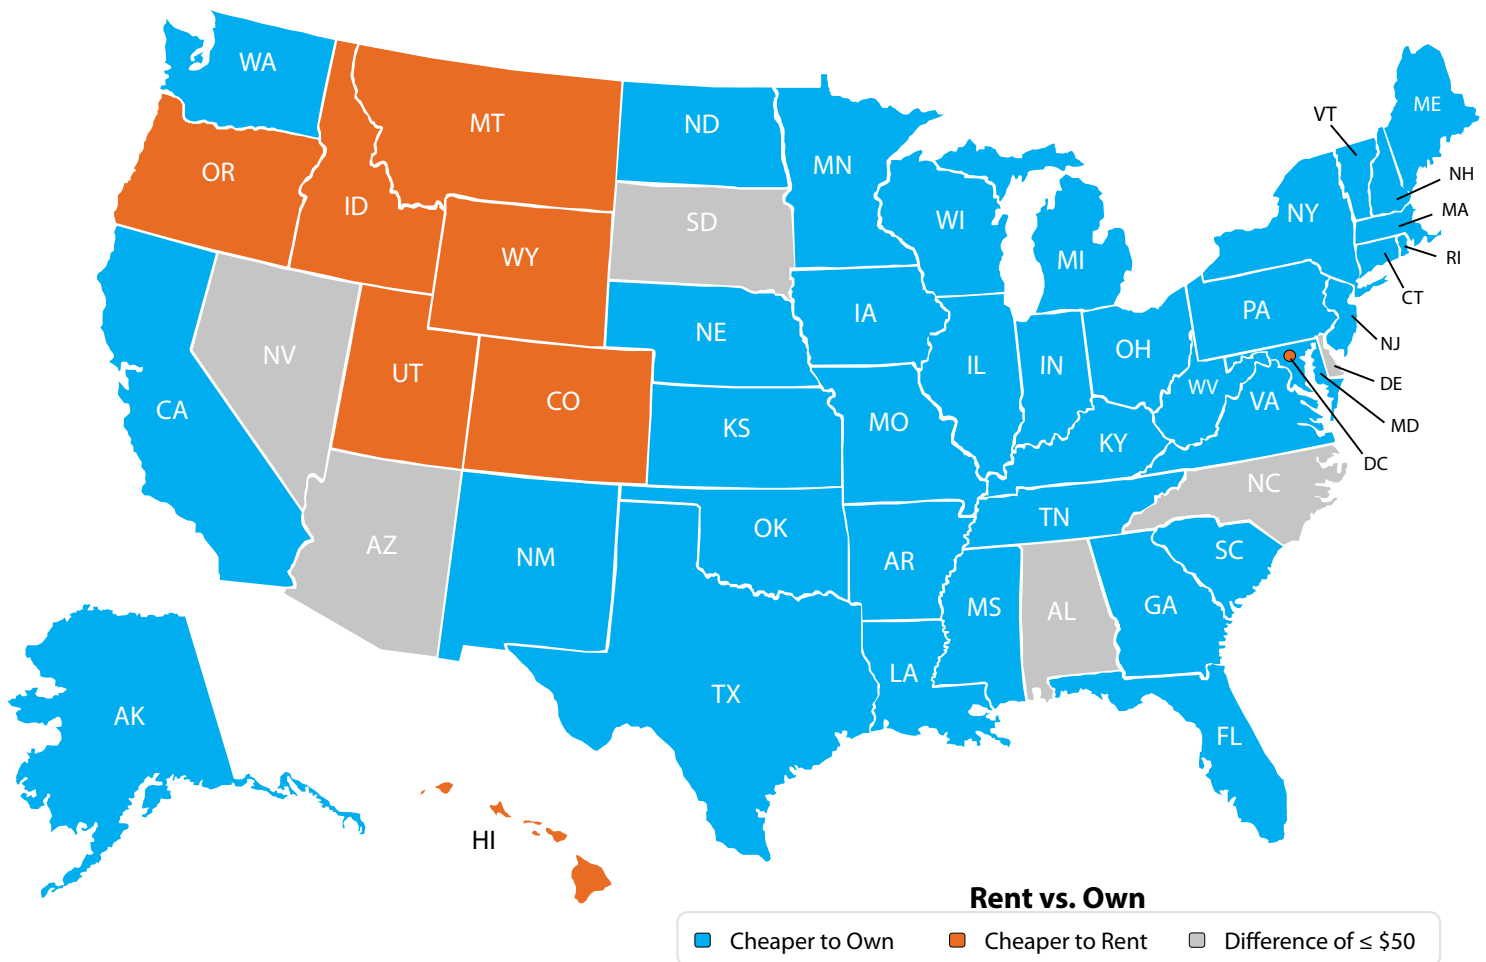 WA
MT
ND
MN
ME
VT
OR
ID
SD
WI
NH
MA
NY
RI
WY
MI
CT
NE
IA
PA
NJ
NV
UT
CO
IL
IN
OH
WV
VA
DE
MD
DC
CA
KS
MO
KY
NC
AZ
NM
OK
AR
TN
SC
MS
AL
GA
TX
LA
FL
AK
HI
Rent vs. Own
Cheaper to Own
Cheaper to Rent
Difference of ≤ $50